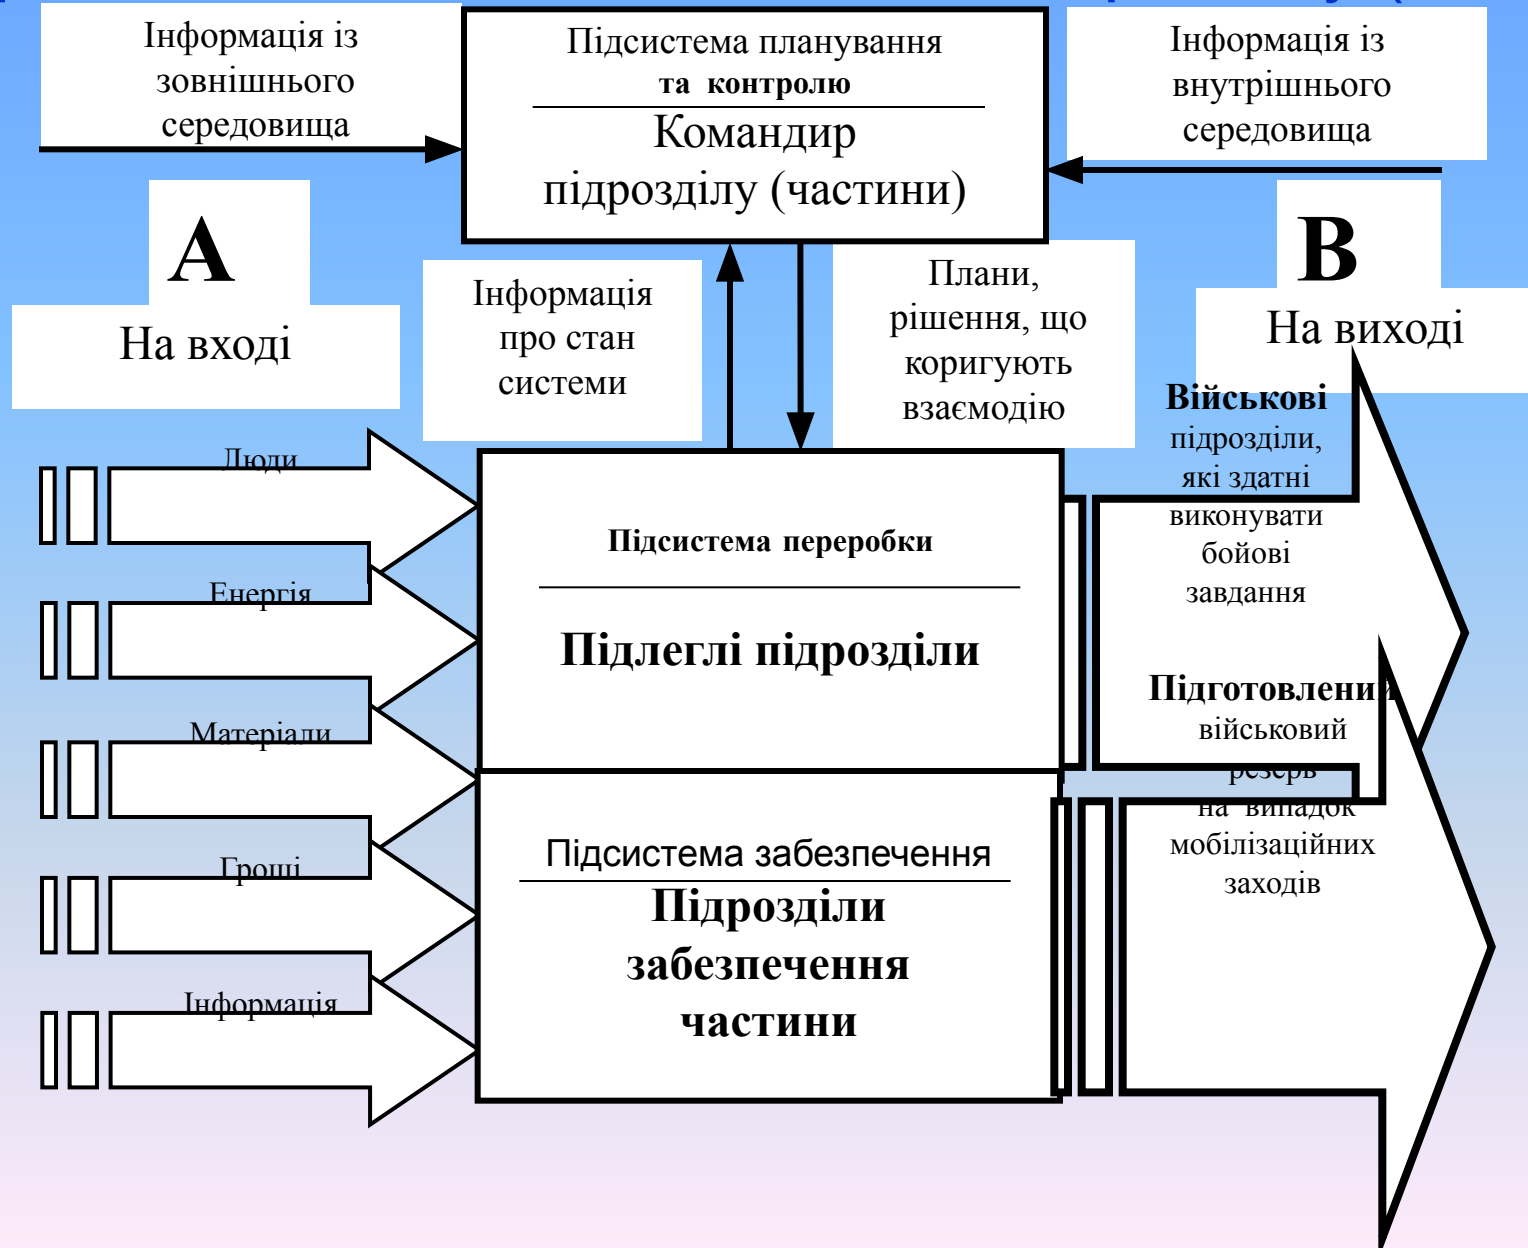 Інформація із
зовнішнього
середовища
Підсистема планування
та контролю
Командир
підрозділу (частини)
Інформація із
внутрішнього
середовища
А
На вході
Інформація
про стан
системи
Плани,
рішення, що
коригують
взаємодію
В
На виході
Люди
Енергія
Матеріали
Гроші
Інформація
Підсистема переробки
Підлеглі підрозділи
Підсистема забезпечення
Підрозділи
забезпечення
частини
Військові
підрозділи,
які здатні
виконувати
бойові
завдання
Підготовлений
військовий
резерв
на випадок
мобілізаційних
заходів